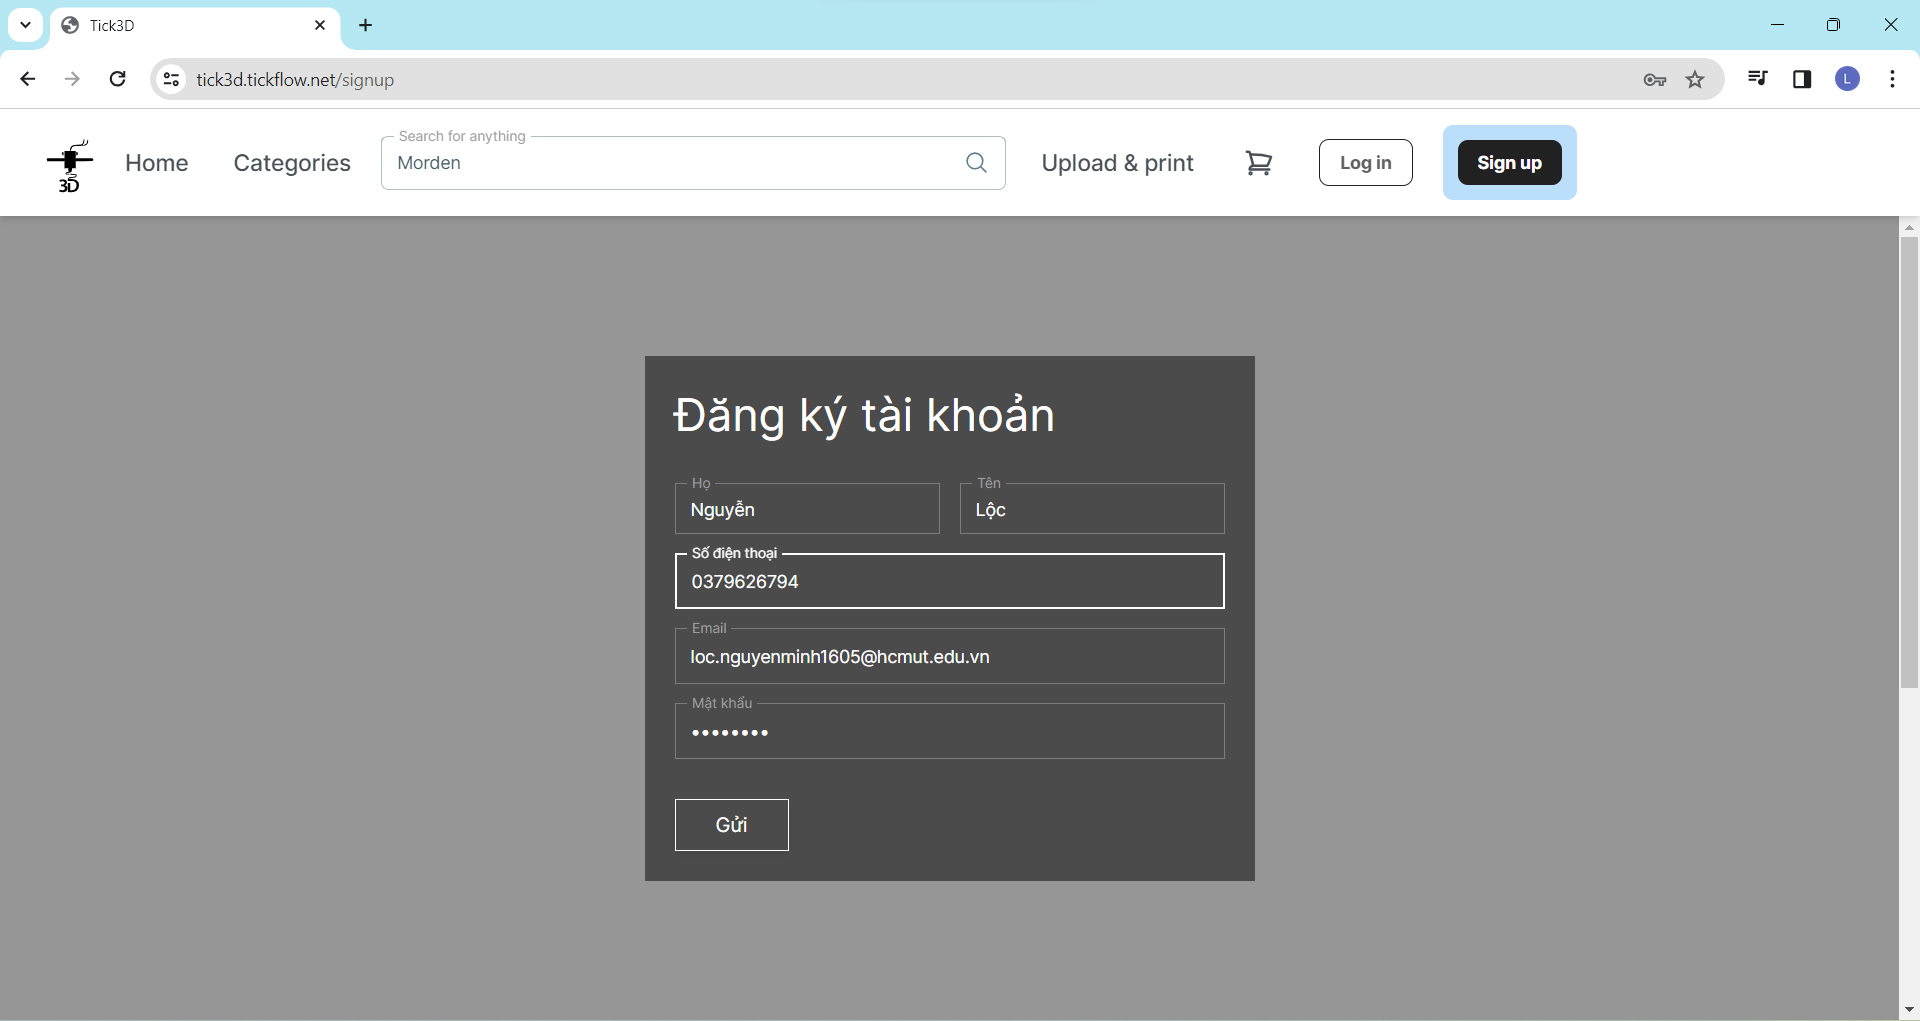 Tick3D
tick3d.tickflow.net/signup
L
3D
Home
Categories
Search for anything
Morden
Upload & print
Log in
Sign up
Đăng ký tài khoản
Họ
Nguyễn
Tên
Lộc
Số điện thoại
0379626794
Email
loc.nguyenminh1605@hcmut.edu.vn
Mật khẩu
••••••••
Gửi